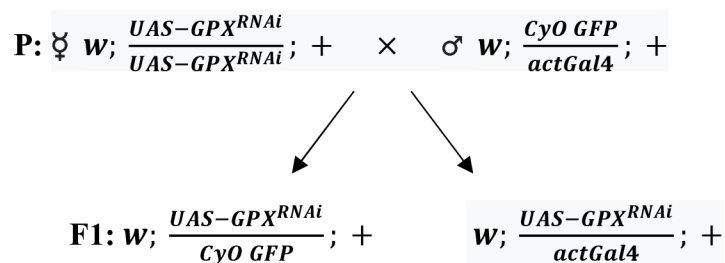 P: ☿ w; UAS−GPX^RNAi / UAS−GPX^RNAi ; + × ♂ w; CyO GFP / actGal4 ; +
F1: w; UAS−GPX^RNAi / CyO GFP ; + w; UAS−GPX^RNAi / actGal4 ; +